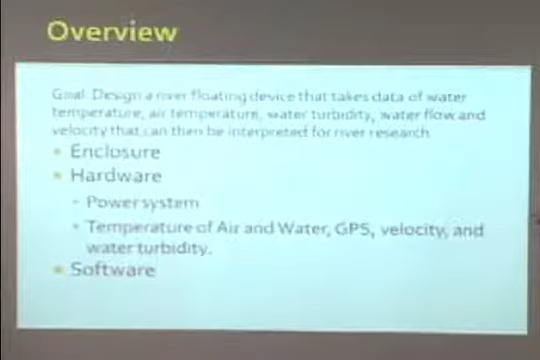 Overview
Goal: Design a river floating device that takes data of water
temperature, air temperature, water turbidity, water flow and
velocity that can then be interpreted for river research
Enclosure
Hardware
Power system
Temperature of Air and Water, GPS, velocity, and
water turbidity.
Software